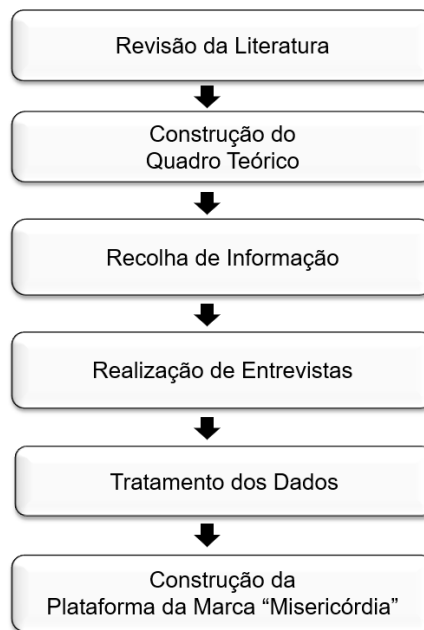 Revisão da Literatura
Construção do
Quadro Teórico
Recolha de Informação
Realização de Entrevistas
Tratamento dos Dados
Construção da
Plataforma da Marca “Misericórdia”